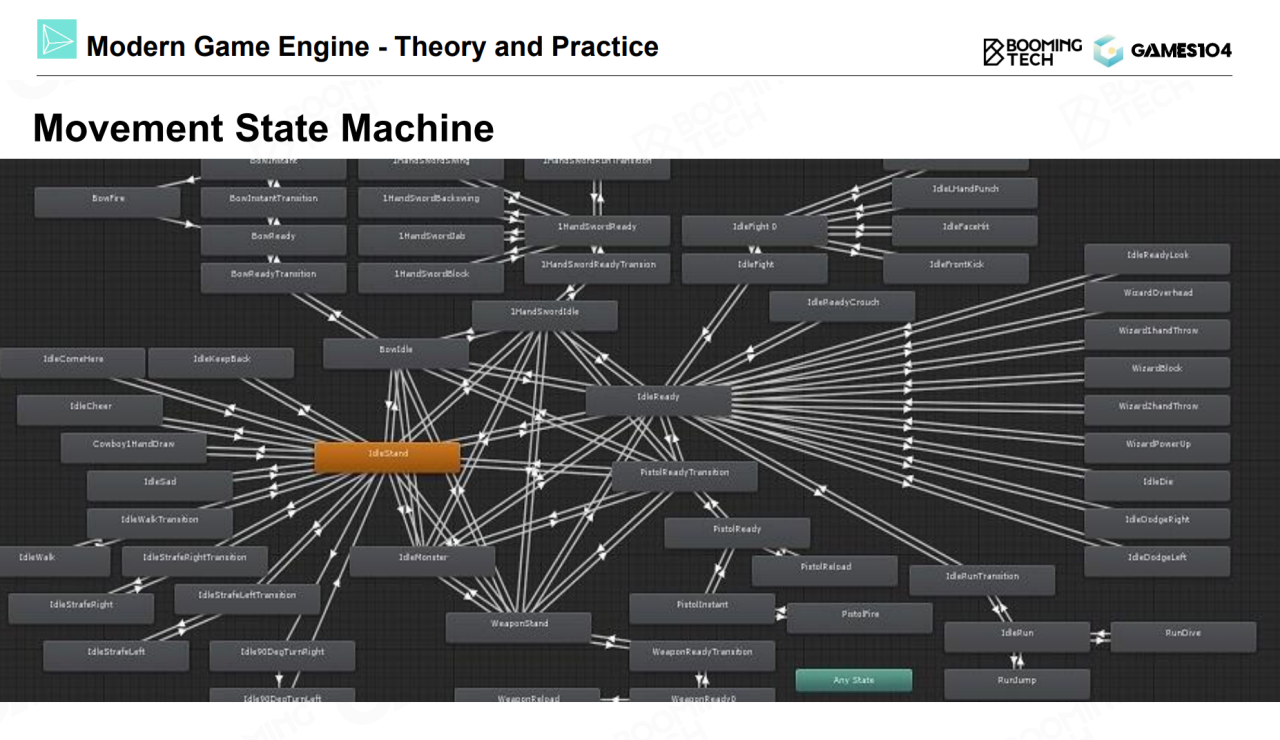 Modern Game Engine - Theory and Practice
BOOMING
TECH
GAMES104
Movement State Machine
BowInstant
1HandSwordSwing
1HandSwordRunTransition
BowFire
BowInstantTransition
1HandSwordBackswing
IdleLHandPunch
BowReady
1HandSwordJab
1HandSwordReady
IdleFight 0
IdleFaceHit
BowReadyTransition
1HandSwordBlock
1HandSwordReadyTransion
IdleFight
IdleFrontKick
IdleReadyLook
WizardOverhead
1HandSwordIdle
IdleReadyCrouch
Wizard1handThrow
IdleComeHere
IdleKeepBack
BowIdle
WizardBlock
IdleCheer
IdleReady
Wizard2handThrow
Cowboy1HandDraw
IdleStand
WizardPowerUp
IdleSad
PistolReadyTransition
IdleDie
IdleWalkTransition
PistolReady
IdleDodgeRight
IdleWalk
IdleStrafeRightTransition
IdleMonster
PistolReload
IdleRunTransition
IdleDodgeLeft
IdleStrafeRight
IdleStrafeLeftTransition
WeaponStand
PistolInstant
PistolFire
IdleRun
RunDive
IdleStrafeLeft
Idle90DegTurnRight
WeaponReadyTransition
Any State
RunJump
Idle90DegTurnLeft
WeaponReload
WeaponReady0